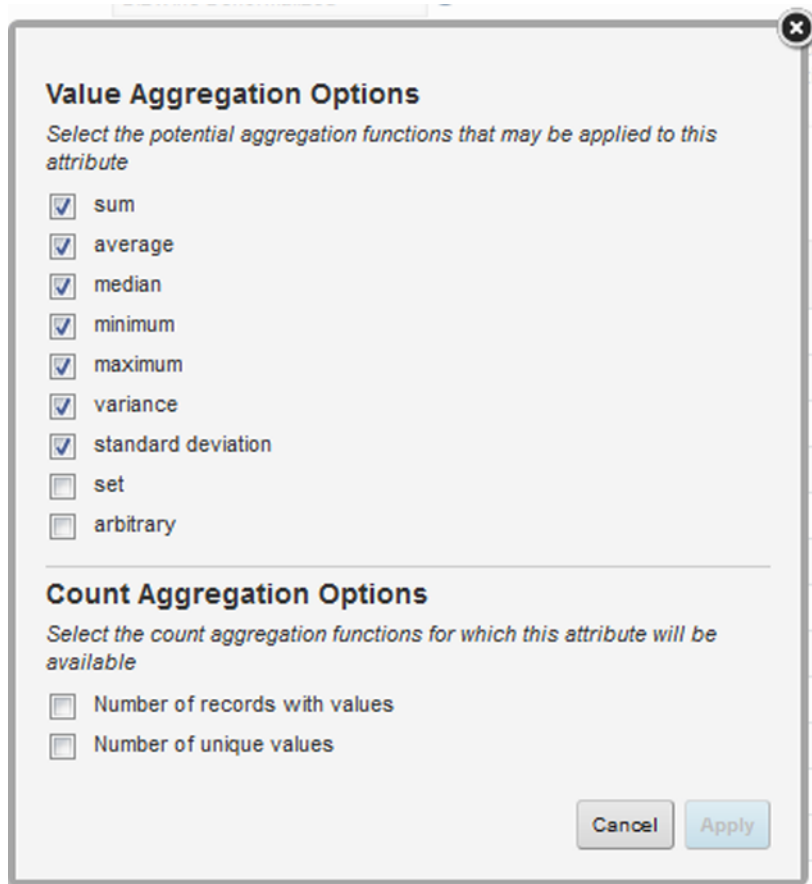 Value Aggregation Options
Select the potential aggregation functions that may be applied to this
attribute
sum
average
median
minimum
maximum
variance
standard deviation
set
arbitrary
Count Aggregation Options
Select the count aggregation functions for which this attribute will be
available
Number of records with values
Number of unique values
Cancel
Apply